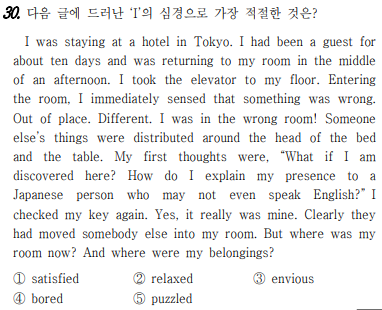 30. 다음 글에 드러난 ‘I’의 심경으로 가장 적절한 것은?
I was staying at a hotel in Tokyo. I had been a guest for
about ten days and was returning to my room in the middle
of an afternoon. I took the elevator to my floor. Entering
the room, I immediately sensed that something was wrong.
Out of place. Different. I was in the wrong room! Someone
else's things were distributed around the head of the bed
and the table. My first thoughts were, “What if I am
discovered here? How do I explain my presence to a
Japanese person who may not even speak English?” I
checked my key again. Yes, it really was mine. Clearly they
had moved somebody else into my room. But where was my
room now? And where were my belongings?
① satisfied ② relaxed ③ envious
④ bored ⑤ puzzled